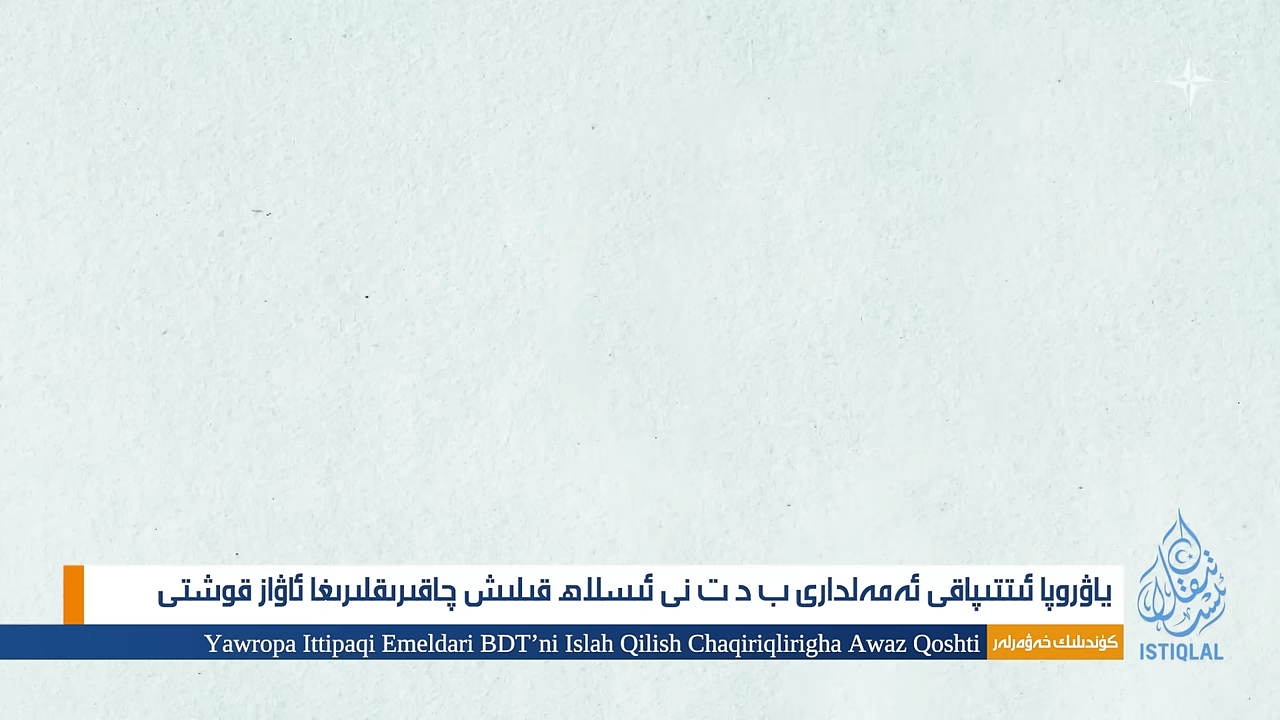 ياۋروپا ئىتتىپاقى ئەمەلدارى ب د ت نى ئىسلاھ قىلىش چاقىرىقلىرىغا ئاۋاز قوشتى
كۈندىلىك خەۋەرلەر
Yawropa Ittipaqi Emeldari BDT’ni Islah Qilish Chaqiriqlirigha Awaz Qoshti
ئىستىقلال
ISTIQLAL